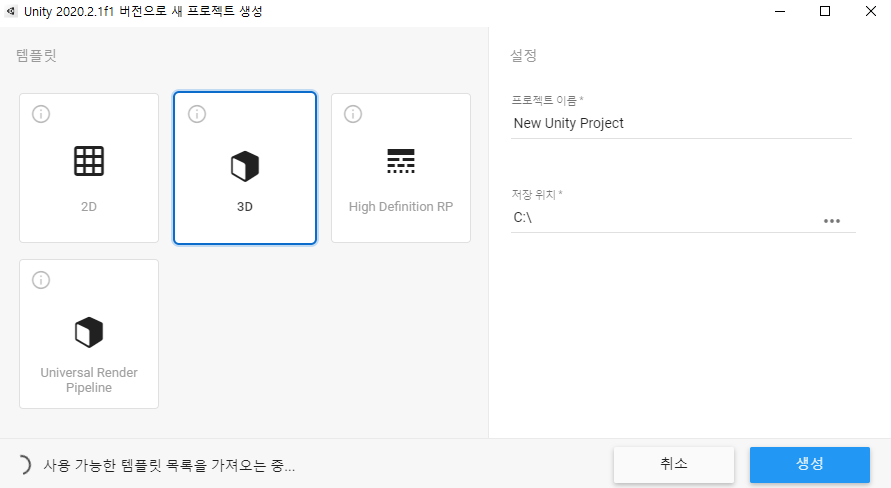 Unity 2020.2.1f1 버전으로 새 프로젝트 생성
템플릿
2D
3D
High Definition RP
Universal Render
Pipeline
설정
프로젝트 이름 *
New Unity Project
저장 위치 *
C:\
사용 가능한 템플릿 목록을 가져오는 중...
취소
생성